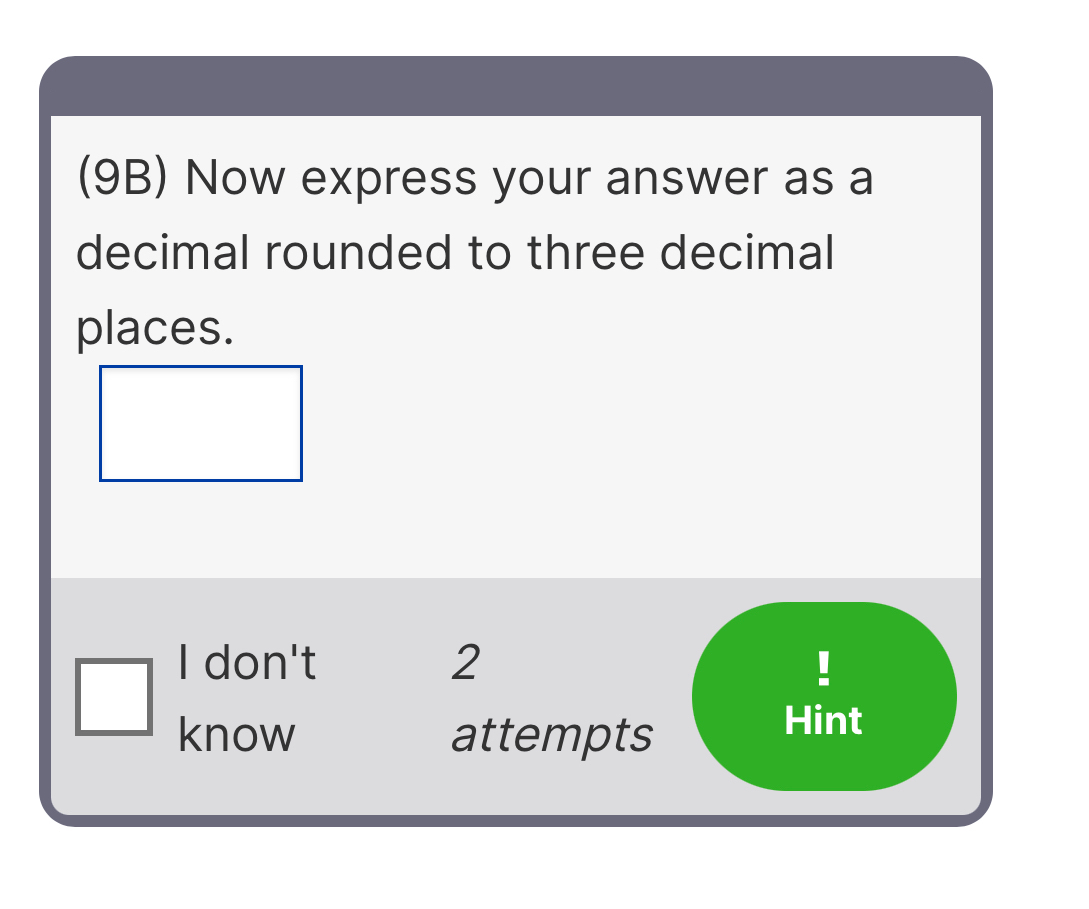 (9B) Now express your answer as a
decimal rounded to three decimal
places.
I don't
know
2
attempts
!
Hint